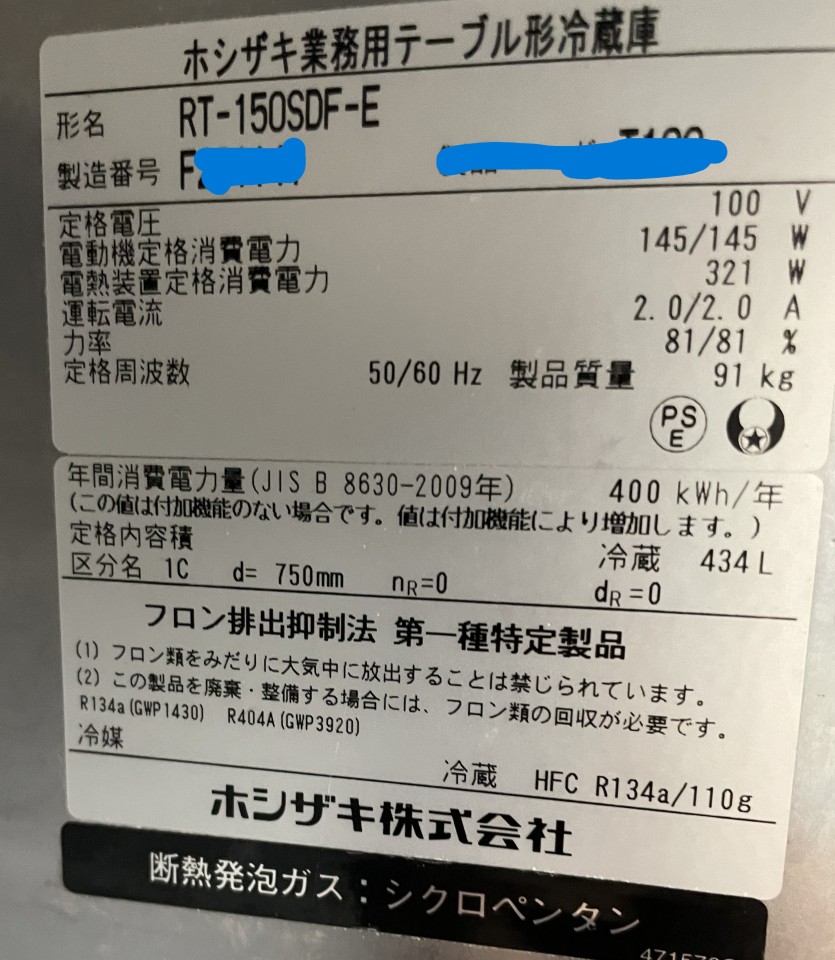 ホシザキ業務用テーブル形冷蔵庫
形名 RT-150SDF-E
製造番号
定格電圧 100 V
電動機定格消費電力 145/145 W
電熱装置定格消費電力 321 W
運転電流 2.0/2.0 A
力率 81/81 %
定格周波数 50/60 Hz 製品質量 91 kg
PS E
年間消費電力量(JIS B 8630-2009年) 400 kWh/年
(この値は付加機能のない場合です。値は付加機能により増加します。)
定格内容積 冷蔵 434 L
区分名 1C d= 750mm nR=0 dR=0
フロン排出抑制法 第一種特定製品
(1) フロン類をみだりに大気中に放出することは禁じられています。
(2) この製品を廃棄・整備する場合には、フロン類の回収が必要です。
R134a(GWP1430) R404A(GWP3920)
冷媒
冷蔵 HFC R134a/110g
ホシザキ株式会社
断熱発泡ガス:シクロペンタン